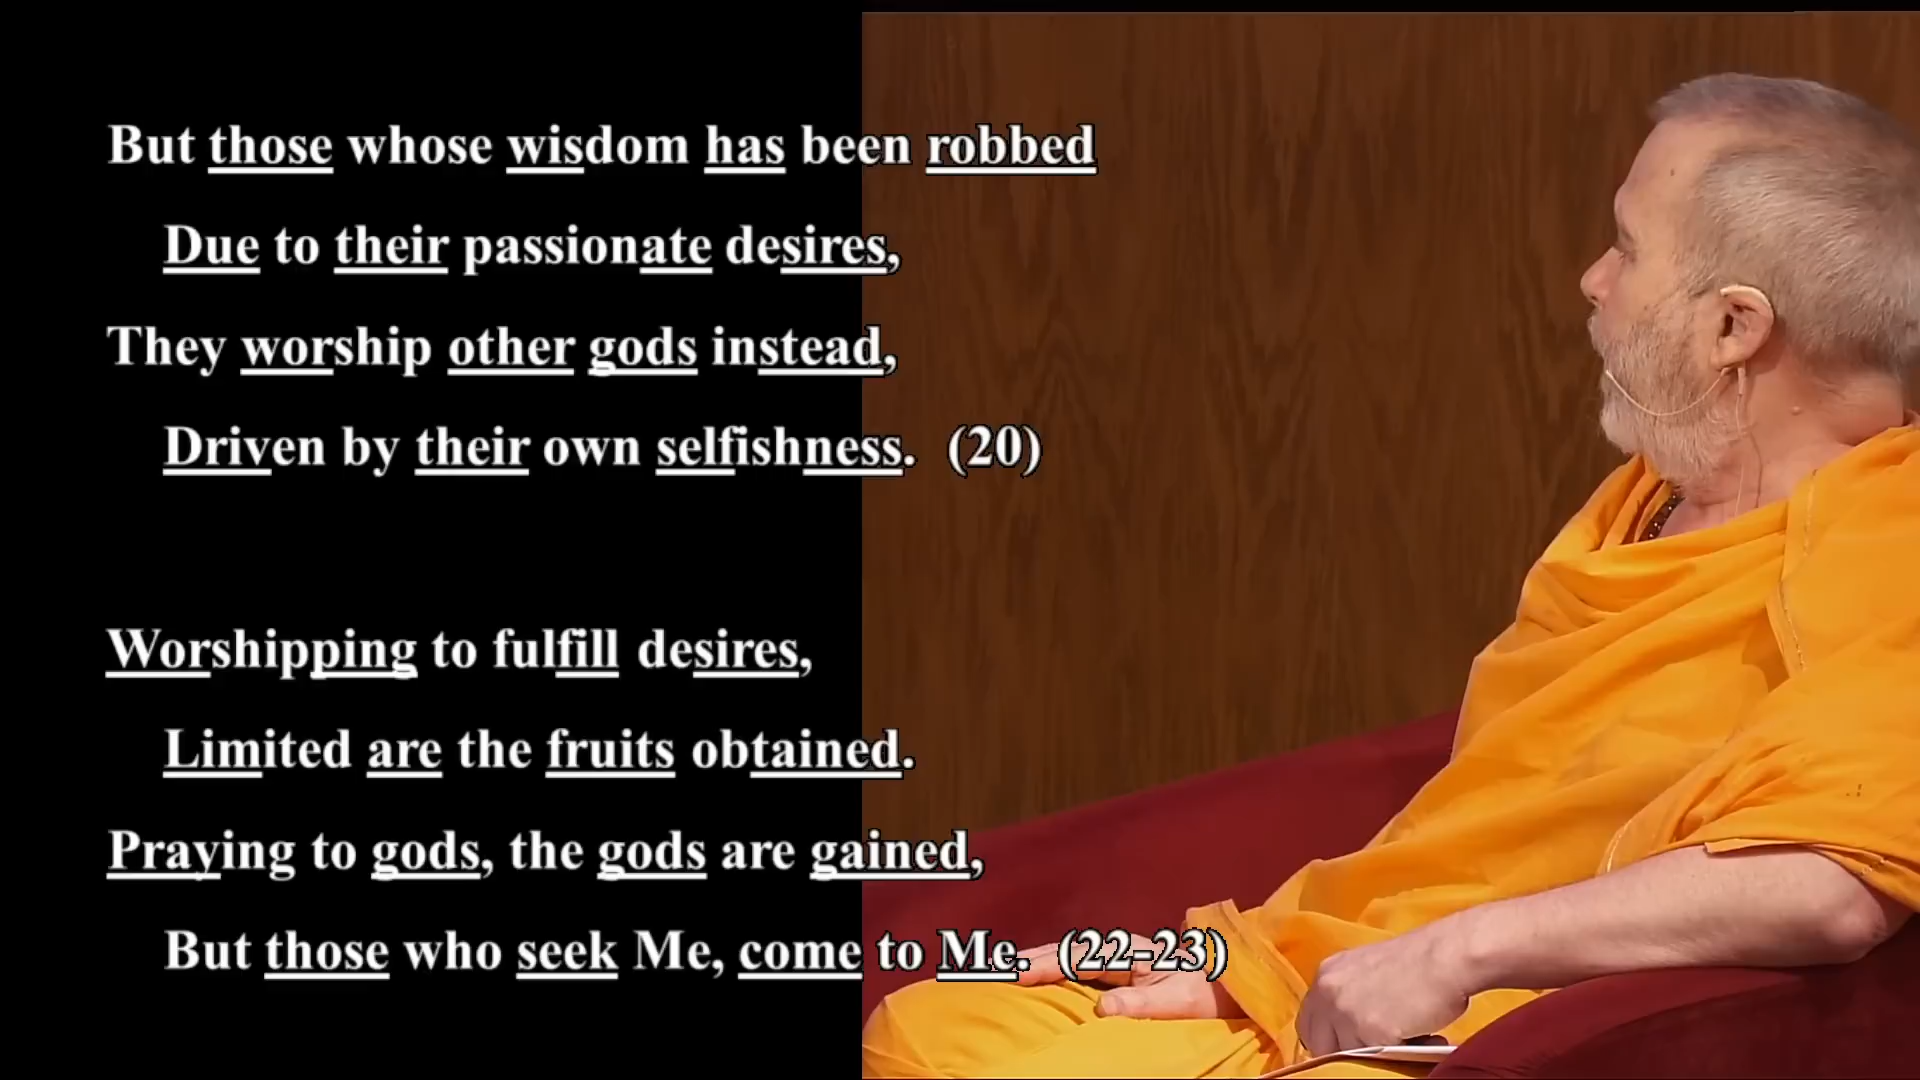 But those whose wisdom has been robbed
Due to their passionate desires,
They worship other gods instead,
Driven by their own selfishness. (20)
Worshipping to fulfill desires,
Limited are the fruits obtained.
Praying to gods, the gods are gained,
But those who seek Me, come to Me. (22-23)